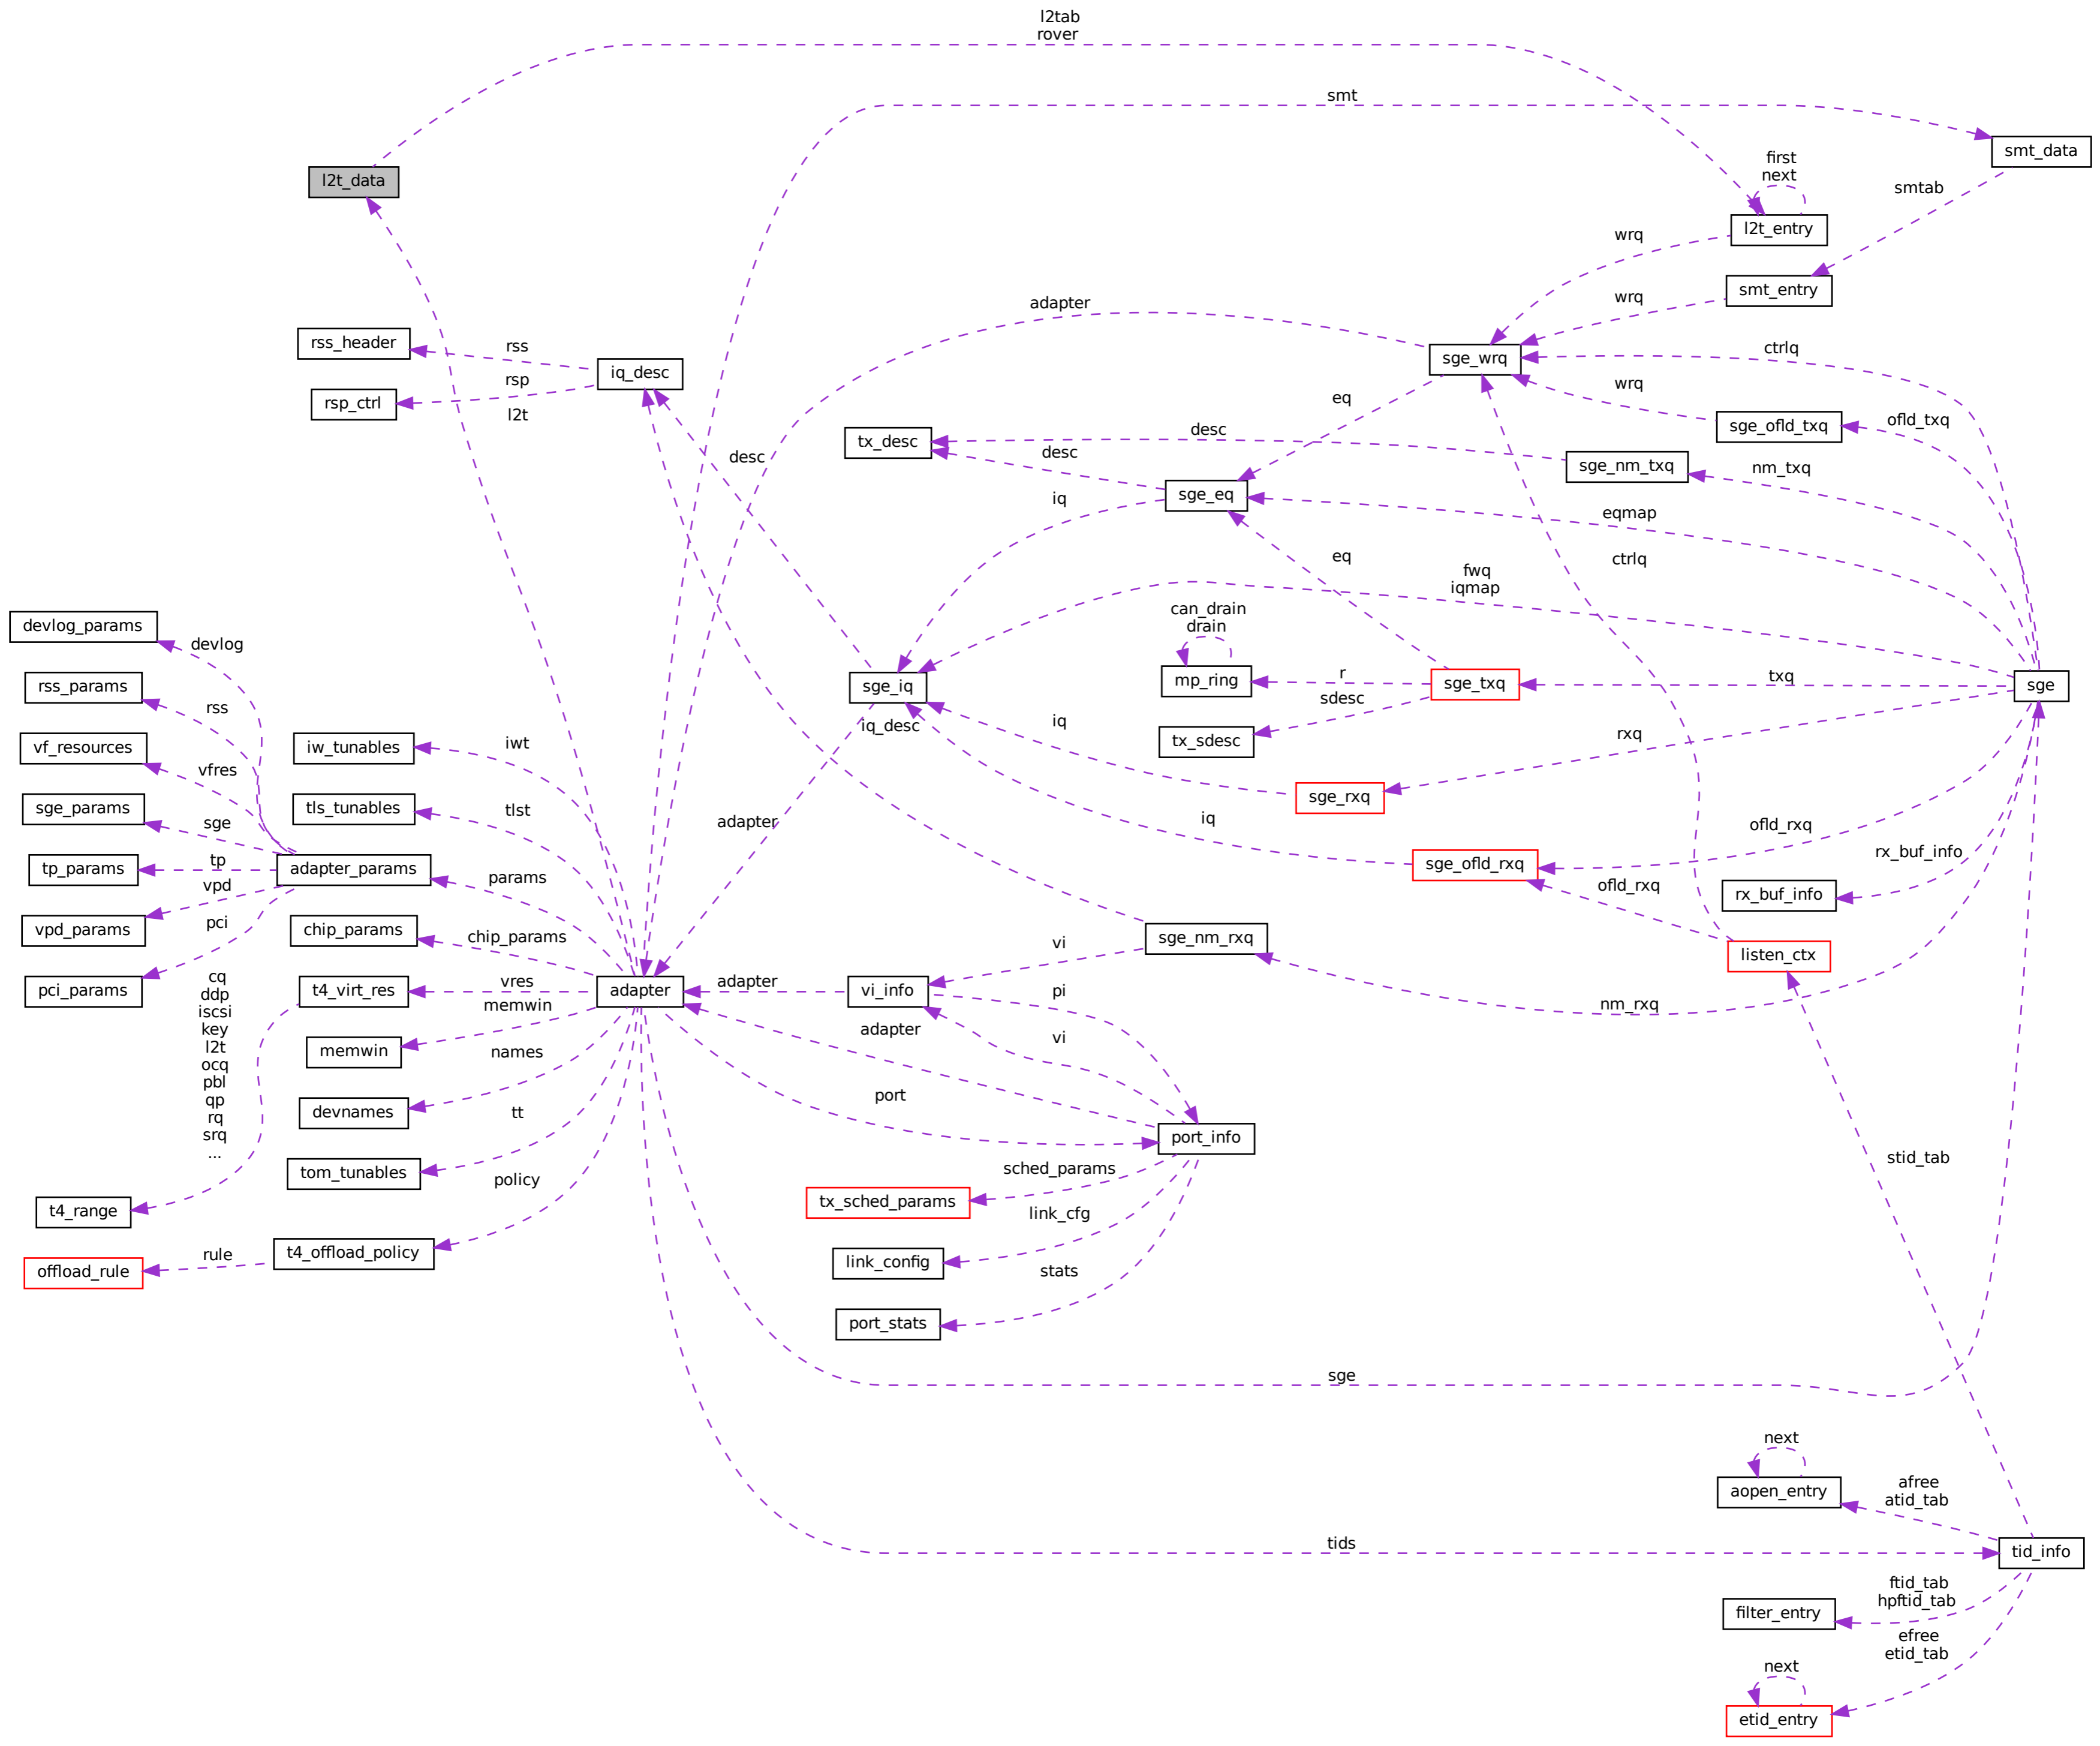 l2tab
rover
smt
smt_data
l2t_data
first
next
smtab
l2t_entry
wrq
smt_entry
adapter
wrq
rss_header
rss
iq_desc
sge_wrq
ctrlq
rsp
rsp_ctrl
l2t
eq
wrq
ofld_txq
sge_ofld_txq
tx_desc
desc
desc
desc
sge_nm_txq
nm_txq
sge_eq
iq
eqmap
eq
ctrlq
fwq
iqmap
can_drain
drain
devlog_params
devlog
rss_params
rss
sge_iq
mp_ring
r
sdesc
sge_txq
txq
sge
iq_desc
iq
tx_sdesc
rxq
vf_resources
vfres
iw_tunables
iwt
sge_rxq
sge_params
sge
tls_tunables
tlst
adapter
iq
ofld_rxq
tp_params
tp
adapter_params
params
sge_ofld_rxq
rx_buf_info
vpd
ofld_rxq
rx_buf_info
vpd_params
pci
chip_params
chip_params
sge_nm_rxq
vi
listen_ctx
pci_params
cq
ddp
iscsi
key
l2t
ocq
pbl
qp
rq
srq
...
t4_virt_res
vres
memwin
adapter
adapter
vi_info
pi
nm_rxq
memwin
names
adapter
vi
devnames
port
tt
port_info
stid_tab
tom_tunables
policy
sched_params
tx_sched_params
t4_range
link_cfg
rule
t4_offload_policy
link_config
offload_rule
stats
port_stats
sge
next
aopen_entry
afree
atid_tab
tids
tid_info
ftid_tab
hpftid_tab
filter_entry
efree
etid_tab
next
etid_entry